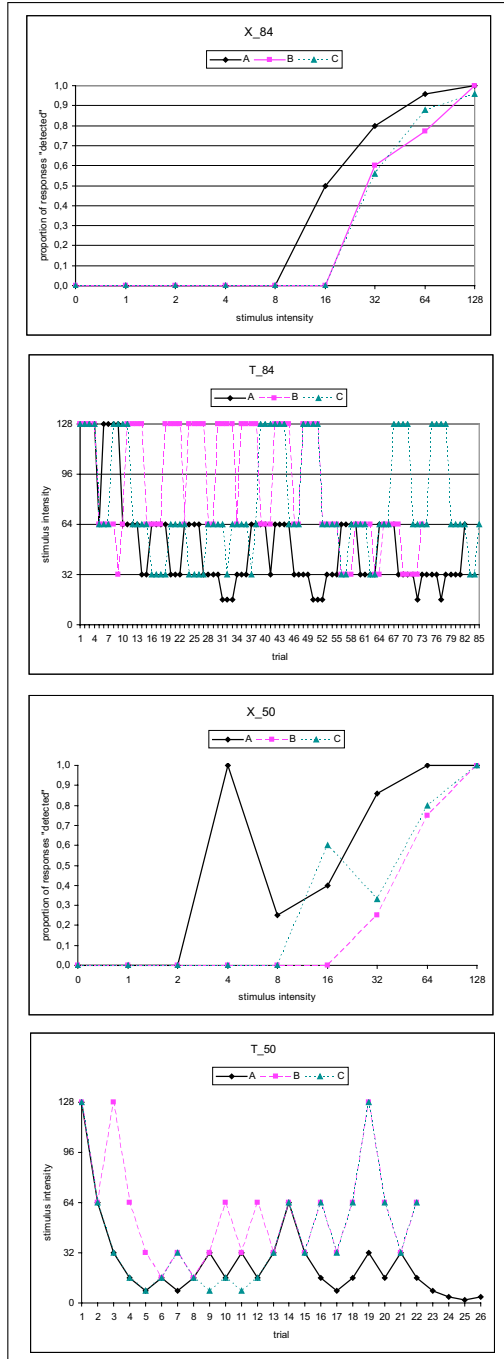 X_84
A B C
1,0
0,9
0,8
0,7
0,6
0,5
0,4
0,3
0,2
0,1
0,0
proportion of responses "detected"
0 1 2 4 8 16 32 64 128
stimulus intensity
T_84
A B C
128
96
64
32
0
stimulus intensity
1 4 7 10 13 16 19 22 25 28 31 34 37 40 43 46 49 52 55 58 61 64 67 70 73 76 79 82 85
trial
X_50
A B C
1,0
0,9
0,8
0,7
0,6
0,5
0,4
0,3
0,2
0,1
0,0
proportion of responses "detected"
0 1 2 4 8 16 32 64 128
stimulus intensity
T_50
A B C
128
96
64
32
0
stimulus intensity
1 2 3 4 5 6 7 8 9 10 11 12 13 14 15 16 17 18 19 20 21 22 23 24 25 26
trial